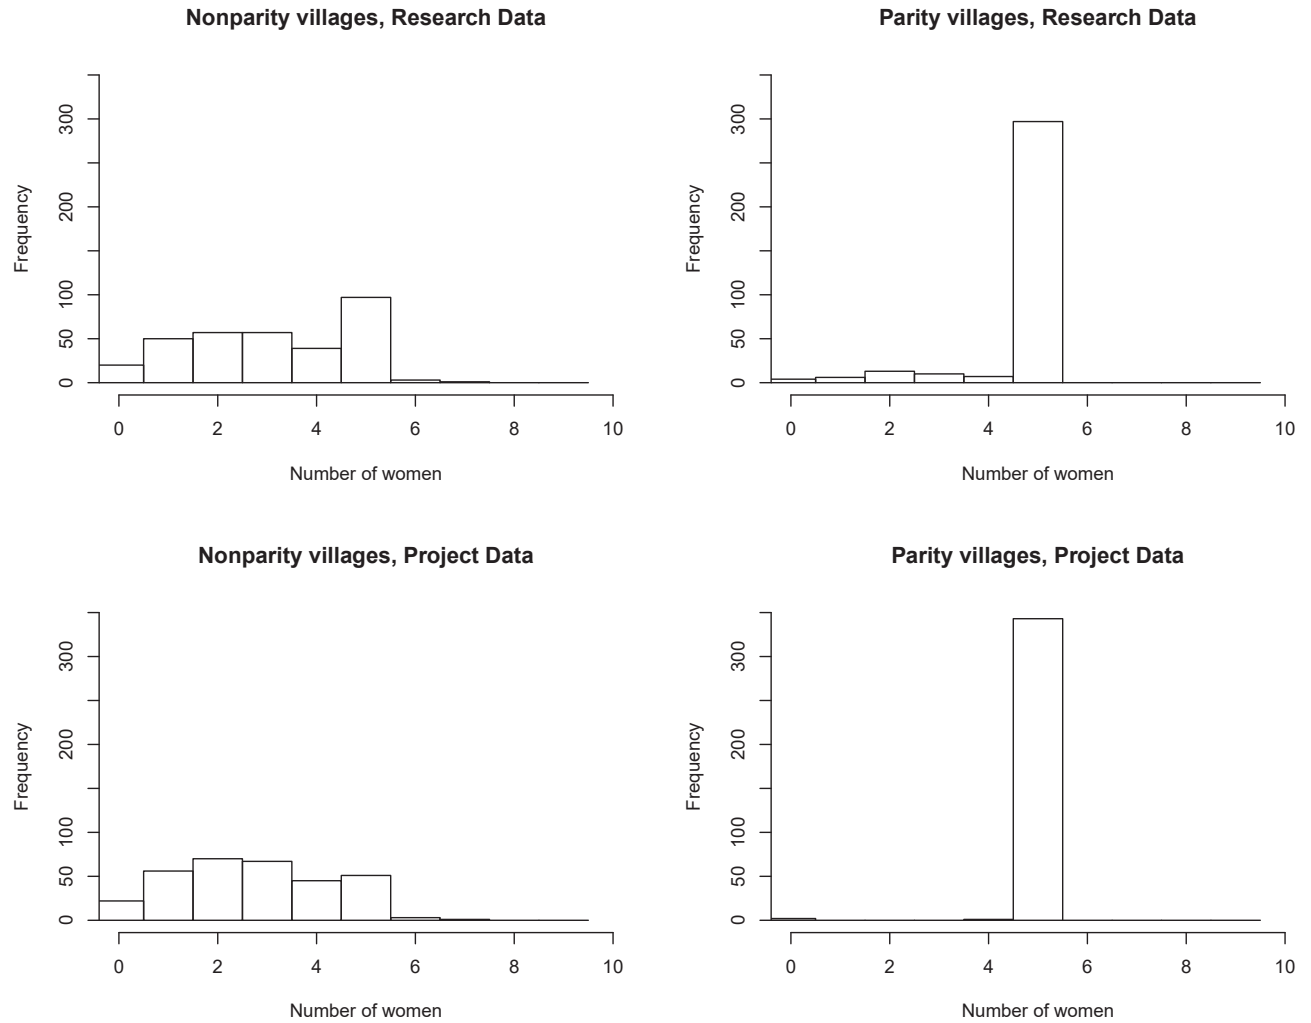 Nonparity villages, Research Data
Frequency
300
200
100
50
0
0 2 4 6 8 10
Number of women
Parity villages, Research Data
Frequency
300
200
100
50
0
0 2 4 6 8 10
Number of women
Nonparity villages, Project Data
Frequency
300
200
100
50
0
0 2 4 6 8 10
Number of women
Parity villages, Project Data
Frequency
300
200
100
50
0
0 2 4 6 8 10
Number of women